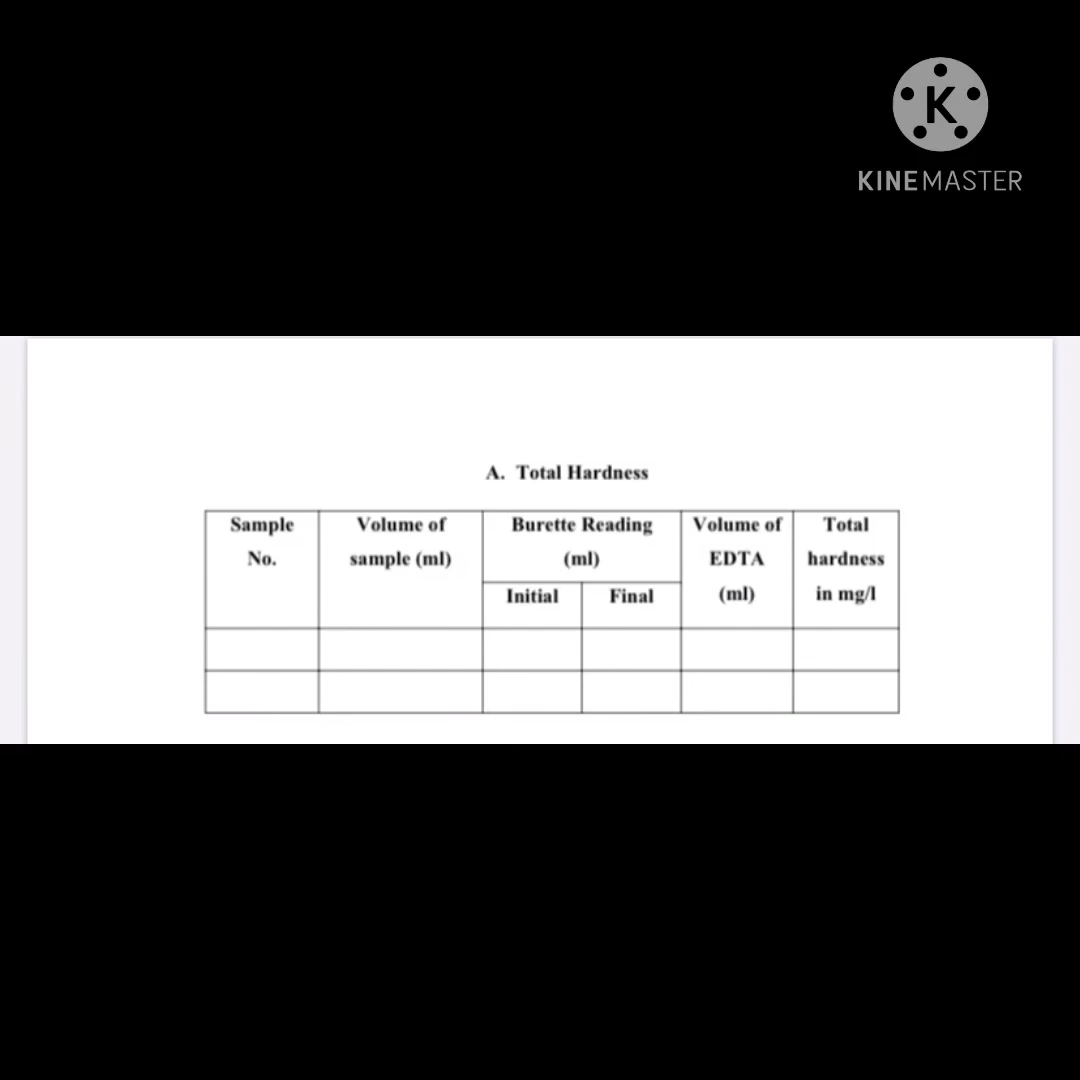 K
KINEMASTER
A. Total Hardness
Sample No.
Volume of sample (ml)
Burette Reading (ml)
Initial
Final
Volume of EDTA (ml)
Total hardness in mg/l